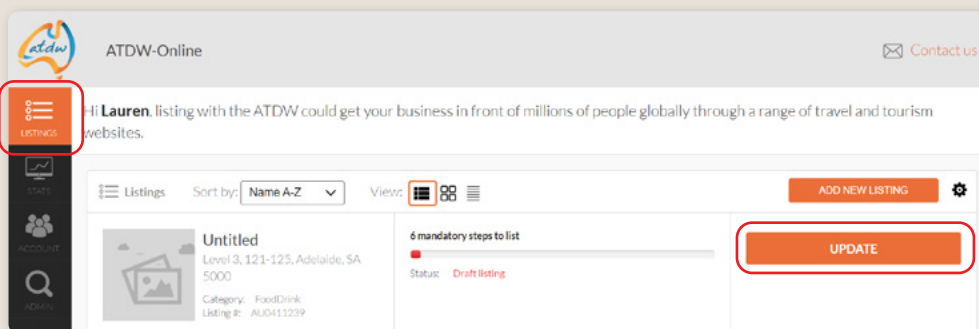 atdw
ATDW-Online
Contact us
Hi Lauren, listing with the ATDW could get your business in front of millions of people globally through a range of travel and tourism
websites.
LISTINGS
STATS
ACCOUNT
ADMIN
Listings Sort by: Name A-Z View: ADD NEW LISTING
Untitled
Level 3, 121-125, Adelaide, SA
5000
Category: FoodDrink
Listing #: AU0411239
6 mandatory steps to list
Status: Draft listing
UPDATE